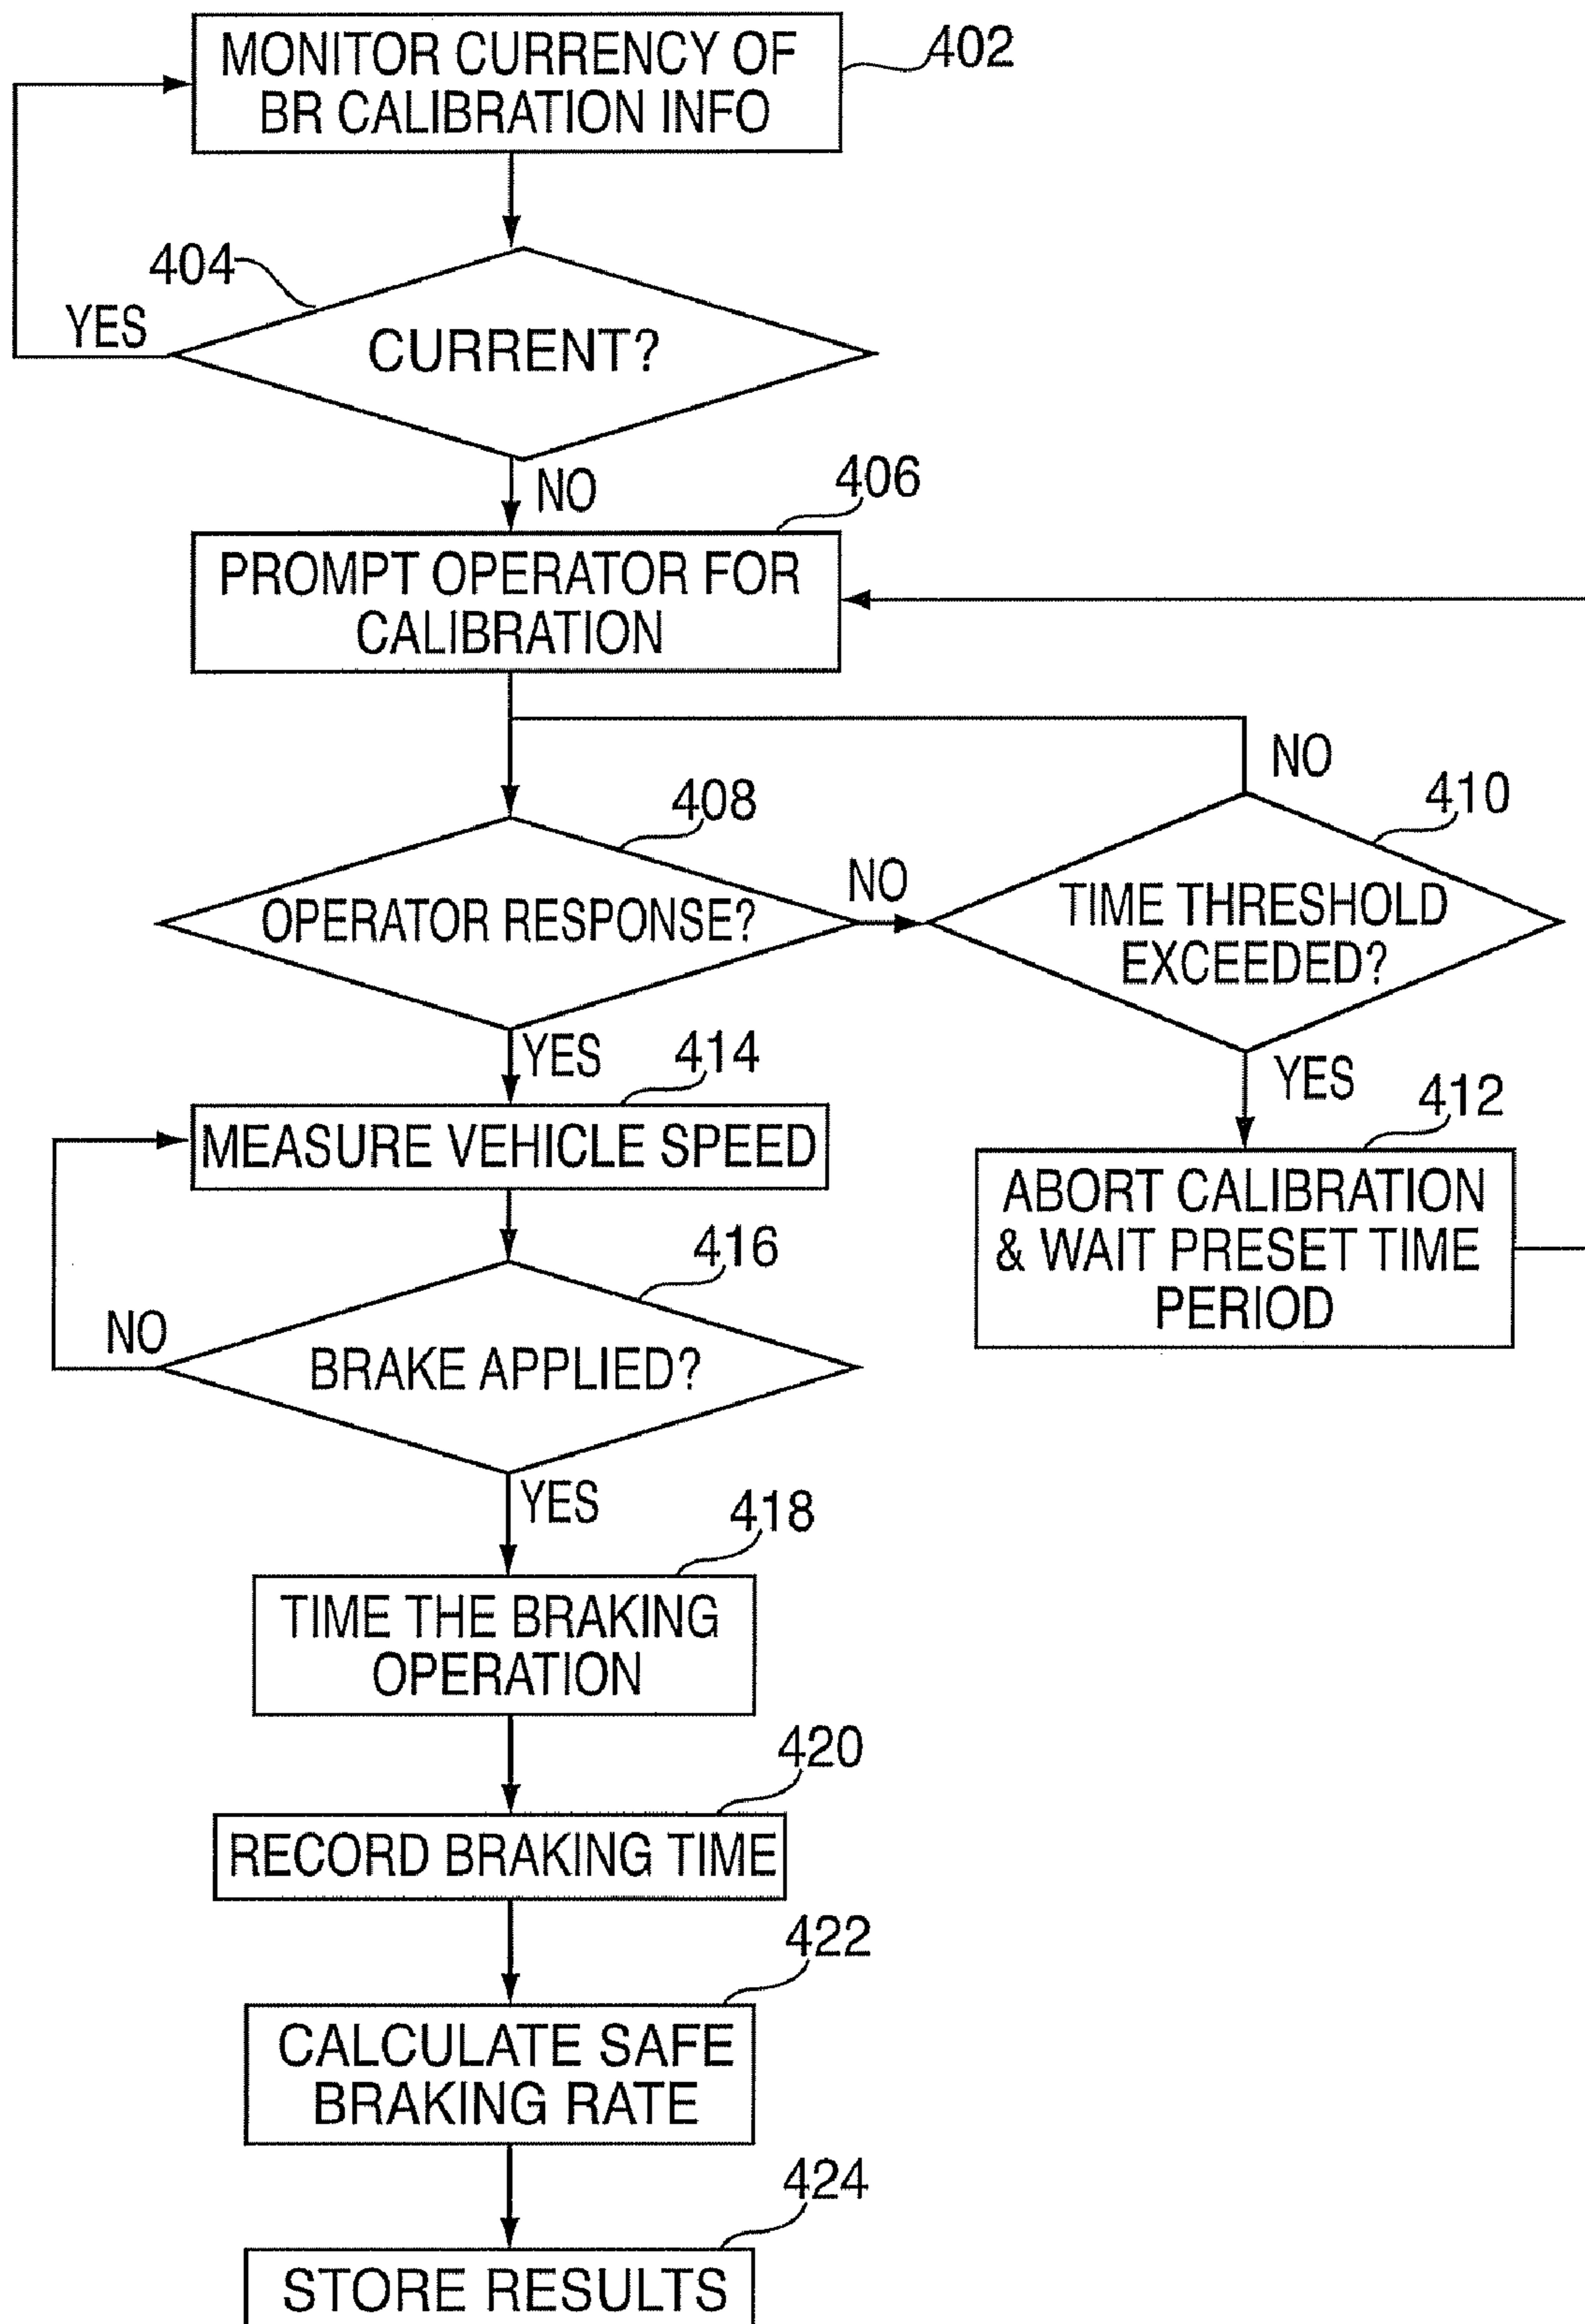 MONITOR CURRENCY OF
BR CALIBRATION INFO
402
404
YES
CURRENT?
NO
406
PROMPT OPERATOR FOR
CALIBRATION
NO
408
410
OPERATOR RESPONSE?
NO
TIME THRESHOLD
EXCEEDED?
YES
414
YES
412
MEASURE VEHICLE SPEED
ABORT CALIBRATION
& WAIT PRESET TIME
PERIOD
416
NO
BRAKE APPLIED?
YES
418
TIME THE BRAKING
OPERATION
420
RECORD BRAKING TIME
422
CALCULATE SAFE
BRAKING RATE
424
STORE RESULTS